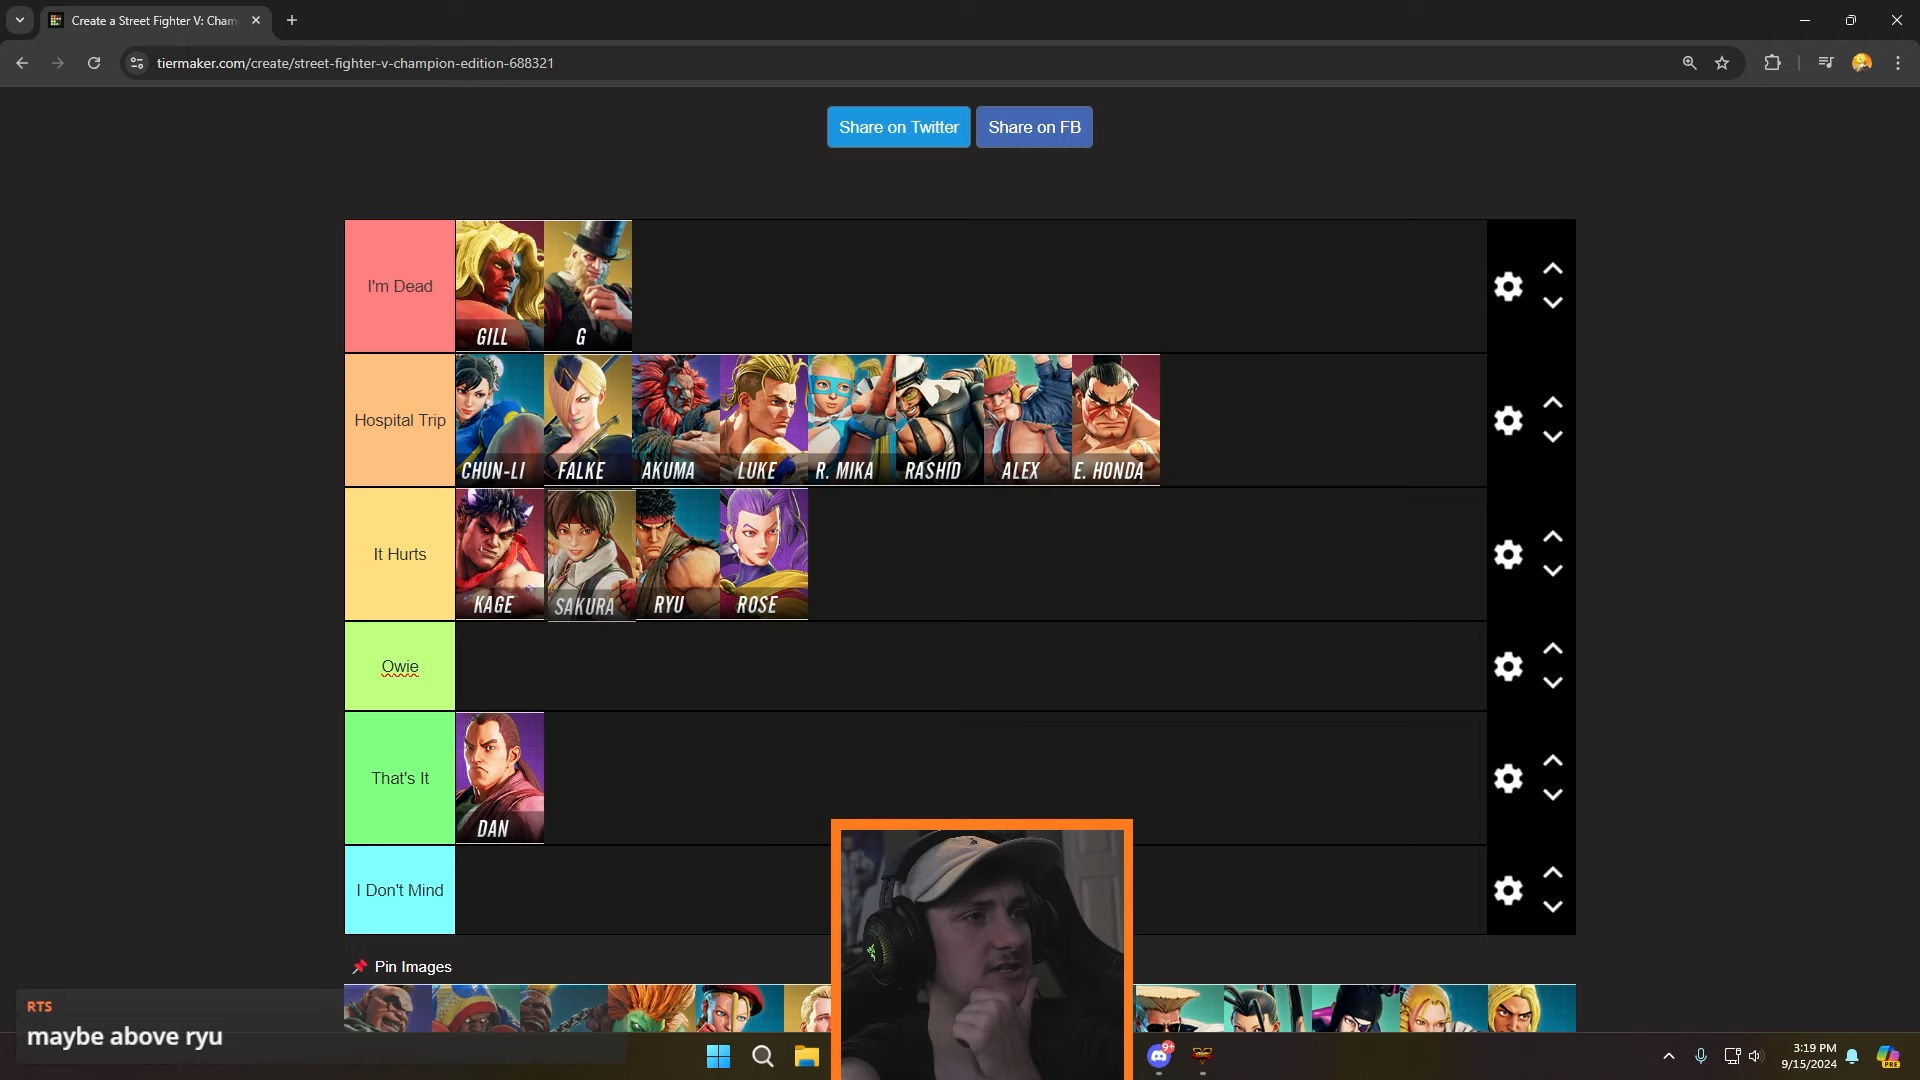 Create a Street Fighter V: Cham
tiermaker.com/create/street-fighter-v-champion-edition-688321
Share on Twitter
Share on FB
I'm Dead
GILL
G
Hospital Trip
CHUN-LI
FALKE
AKUMA
LUKE
R. MIKA
RASHID
ALEX
E. HONDA
It Hurts
KAGE
SAKURA
RYU
ROSE
Owie
That's It
DAN
I Don't Mind
Pin Images
RTS
maybe above ryu
9+
3:19 PM
9/15/2024
PRE